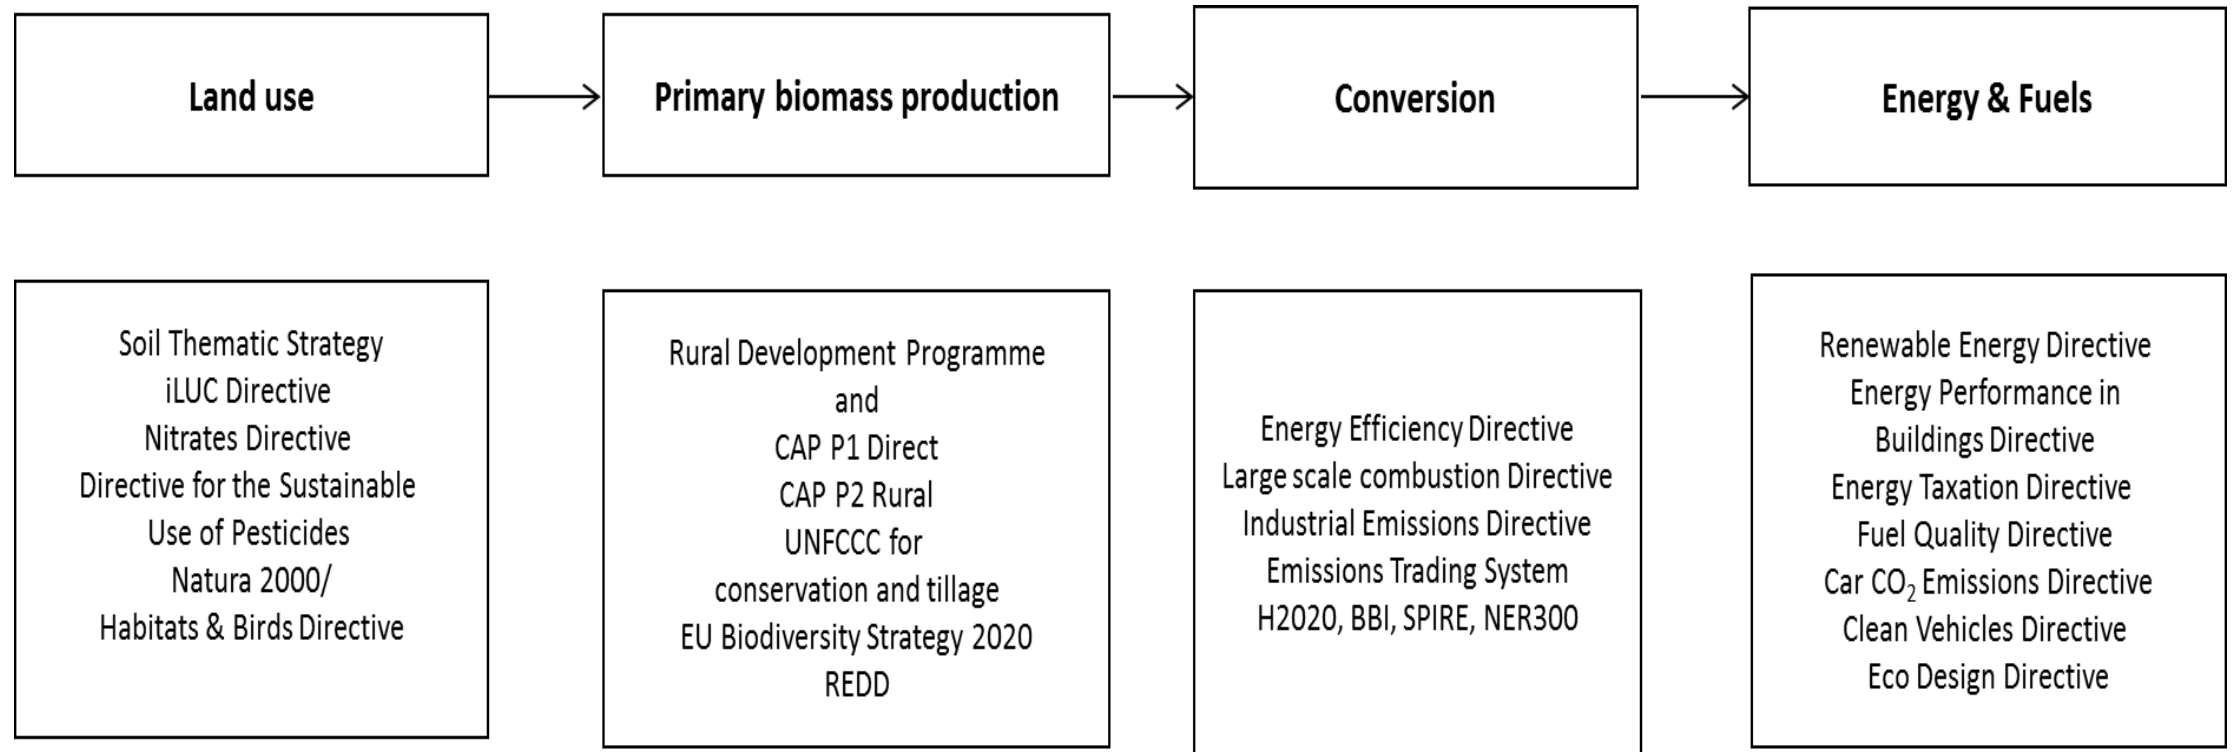 Land use
Primary biomass production
Conversion
Energy & Fuels
Soil Thematic Strategy
iLUC Directive
Nitrates Directive
Directive for the Sustainable
Use of Pesticides
Natura 2000/
Habitats & Birds Directive
Rural Development Programme
and
CAP P1 Direct
CAP P2 Rural
UNFCCC for
conservation and tillage
EU Biodiversity Strategy 2020
REDD
Energy Efficiency Directive
Large scale combustion Directive
Industrial Emissions Directive
Emissions Trading System
H2020, BBI, SPIRE, NER300
Renewable Energy Directive
Energy Performance in
Buildings Directive
Energy Taxation Directive
Fuel Quality Directive
Car CO₂ Emissions Directive
Clean Vehicles Directive
Eco Design Directive